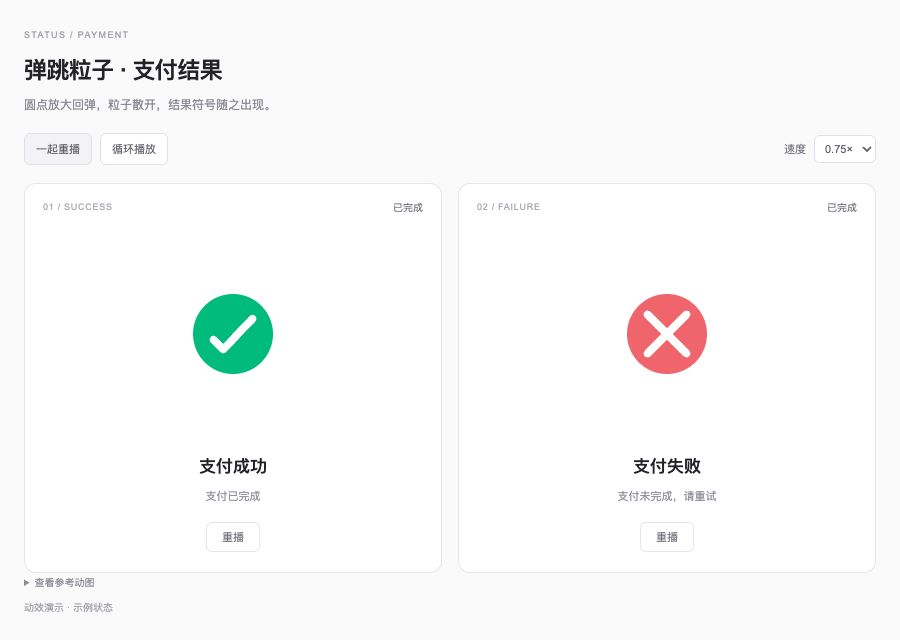 STATUS / PAYMENT
弹跳粒子 · 支付结果
圆点放大回弹，粒子散开，结果符号随之出现。
一起重播 循环播放 速度 0.75×
01 / SUCCESS 已完成
支付成功
支付已完成
重播
02 / FAILURE 已完成
支付失败
支付未完成，请重试
重播
查看参考动图
动效演示 · 示例状态